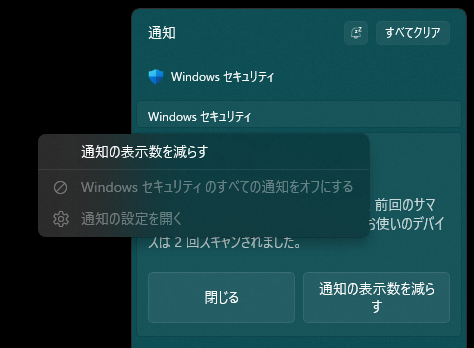 通知
すべてクリア
Windows セキュリティ
Windows セキュリティ
通知の表示数を減らす
Windows セキュリティ のすべての通知をオフにする
通知の設定を開く
前回のサマ
お使いのデバイ
スは 2 回スキャンされました。
閉じる
通知の表示数を減ら
す